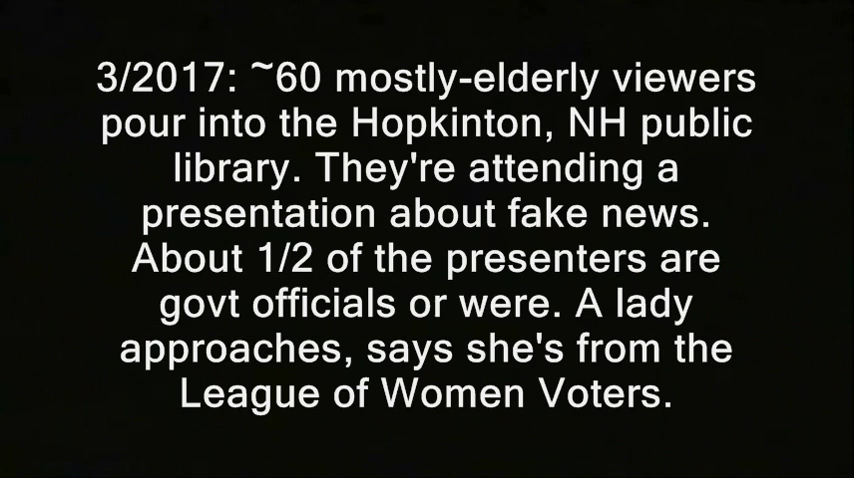 3/2017: ~60 mostly-elderly viewers
pour into the Hopkinton, NH public
library. They're attending a
presentation about fake news.
About 1/2 of the presenters are
govt officials or were. A lady
approaches, says she's from the
League of Women Voters.